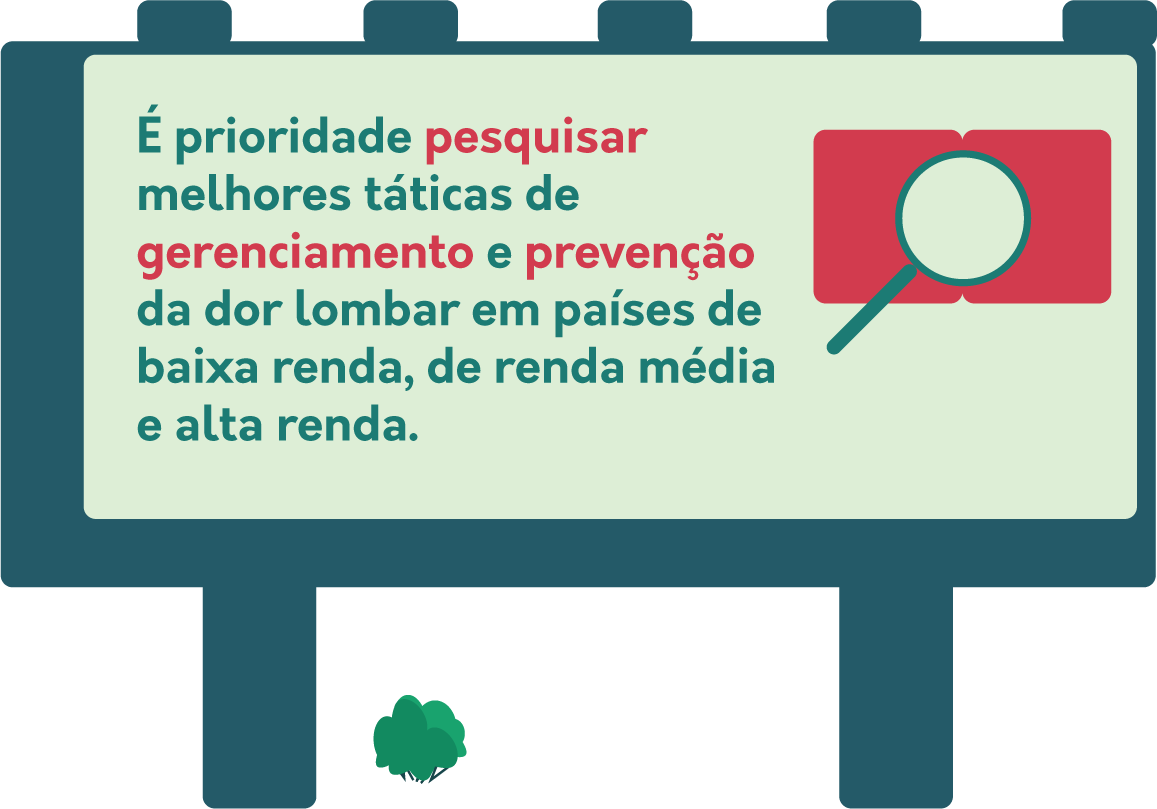 É prioridade pesquisar
melhores táticas de
gerenciamento e prevenção
da dor lombar em países de
baixa renda, de renda média
e alta renda.